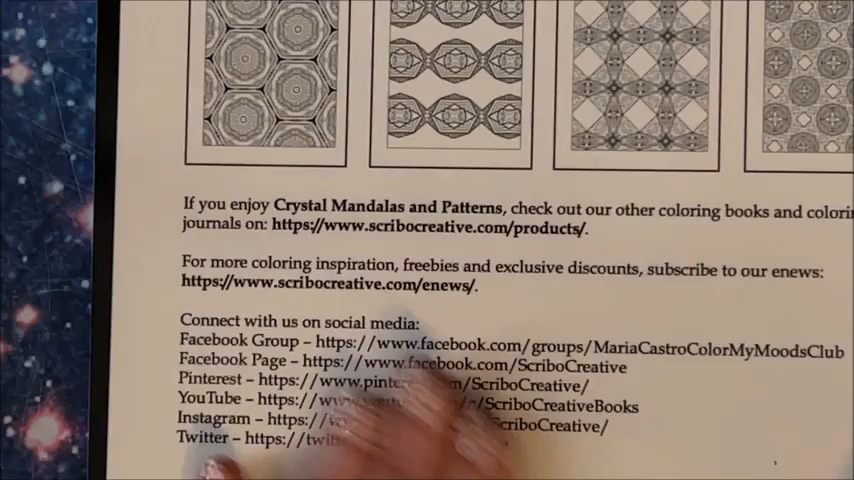 If you enjoy Crystal Mandalas and Patterns, check out our other coloring books and
journals on: https://www.scribocreative.com/products/.
For more coloring inspiration, freebies and exclusive discounts, subscribe to our enews:
https://www.scribocreative.com/enews/.
Connect with us on social media:
Facebook Group – https://www.facebook.com/groups/MariaCastroColorMyMoodsClub
Facebook Page – https://www.facebook.com/ScriboCreative
Pinterest – https://www.pinte m/ScriboCreative/
YouTube – https://www. /ScriboCreativeBooks
Instagram – https:// ScriboCreative/
Twitter – https://twit